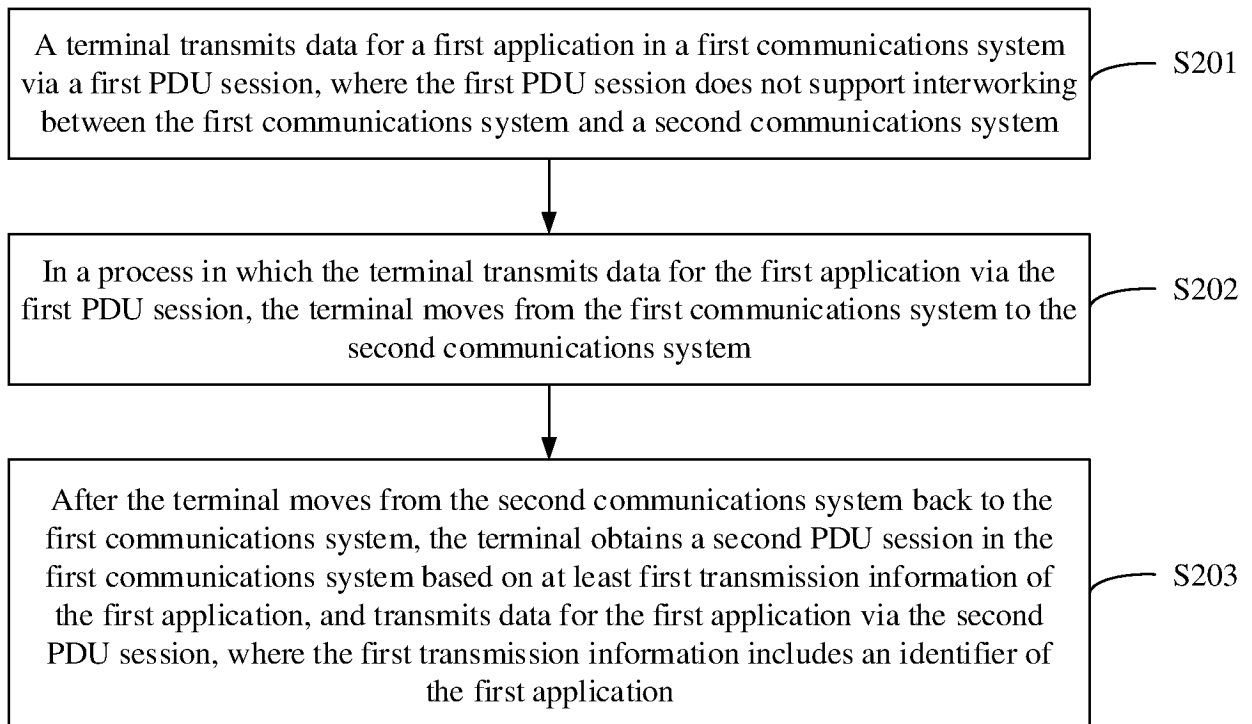 A terminal transmits data for a first application in a first communications system
via a first PDU session, where the first PDU session does not support interworking
between the first communications system and a second communications system
S201
In a process in which the terminal transmits data for the first application via the
first PDU session, the terminal moves from the first communications system to the
second communications system
S202
After the terminal moves from the second communications system back to the
first communications system, the terminal obtains a second PDU session in the
first communications system based on at least first transmission information of
the first application, and transmits data for the first application via the second
PDU session, where the first transmission information includes an identifier of
the first application
S203